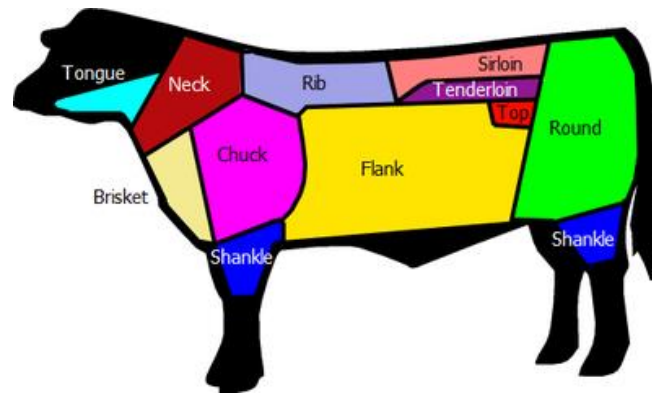 Tongue
Neck
Rib
Sirloin
Tenderloin
Top
Round
Chuck
Flank
Brisket
Shankle
Shankle